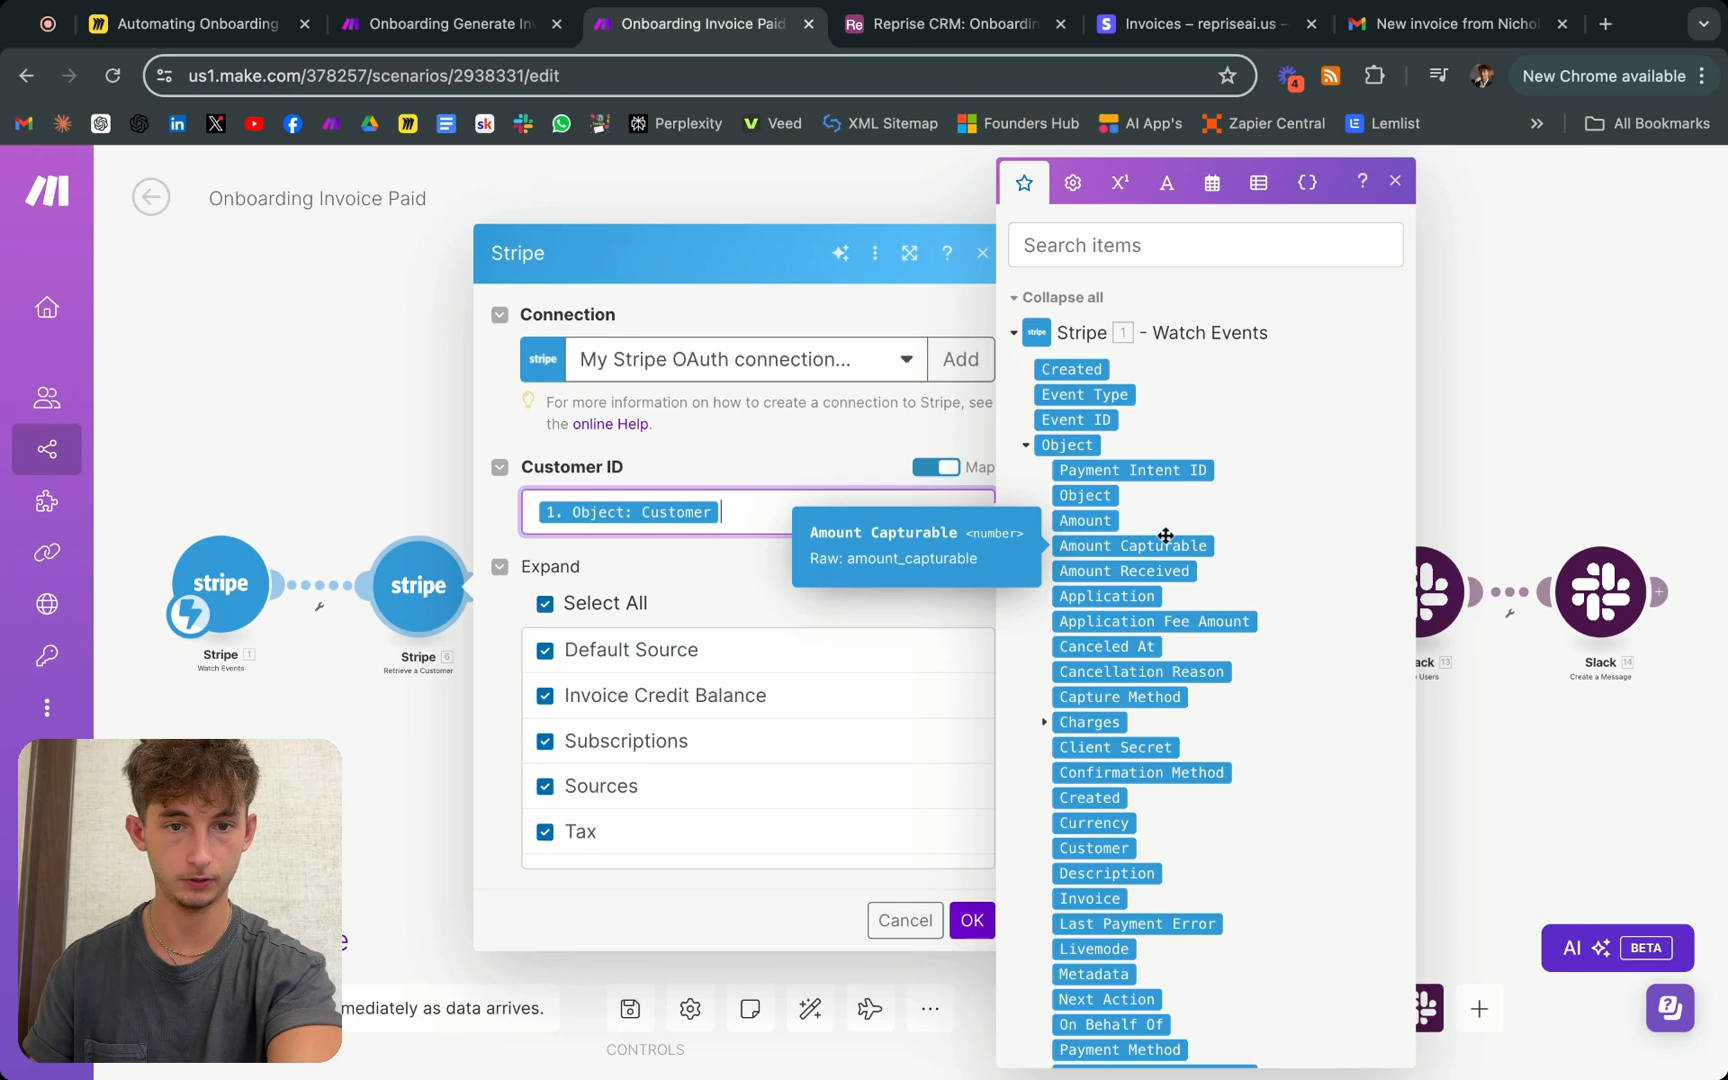 Automating Onboarding
Onboarding Generate In
Onboarding Invoice Paid
Re
Reprise CRM: Onboardin
Invoices – repriseai.us –
New invoice from Nichol
us1.make.com/378257/scenarios/2938331/edit
4
New Chrome available
sk
Perplexity
Veed
XML Sitemap
Founders Hub
AI App's
Zapier Central
Lemlist
All Bookmarks
Onboarding Invoice Paid
Stripe
Connection
stripe
My Stripe OAuth connection...
Add
For more information on how to create a connection to Stripe, see
the online Help.
Customer ID
Map
1. Object: Customer
Expand
Select All
Default Source
Invoice Credit Balance
Subscriptions
Sources
Tax
Cancel
OK
Amount Capturable <number>
Raw: amount_capturable
Search items
Collapse all
stripe
Stripe 1 - Watch Events
Created
Event Type
Event ID
Object
Payment Intent ID
Object
Amount
Amount Capturable
Amount Received
Application
Application Fee Amount
Canceled At
Cancellation Reason
Capture Method
Charges
Client Secret
Confirmation Method
Created
Currency
Customer
Description
Invoice
Last Payment Error
Livemode
Metadata
Next Action
On Behalf Of
Payment Method
stripe
Stripe 1
Watch Events
stripe
Stripe 6
Retrieve a Customer
ack 13
Users
Slack 14
Create a Message
e
mediately as data arrives.
CONTROLS
AI
BETA